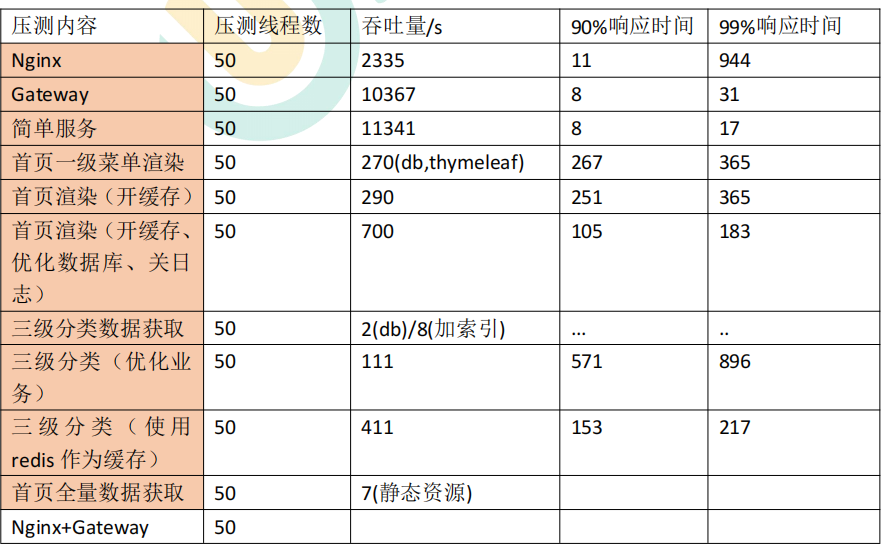 压测内容 压测线程数 吞吐量/s 90%响应时间 99%响应时间
Nginx 50 2335 11 944
Gateway 50 10367 8 31
简单服务 50 11341 8 17
首页一级菜单渲染 50 270(db,thymeleaf) 267 365
首页渲染（开缓存） 50 290 251 365
首页渲染（开缓存、 50 700 105 183
优化数据库、关日
志）
三级分类数据获取 50 2(db)/8(加索引) ... ..
三级分类（优化业 50 111 571 896
务）
三级分类（使用 50 411 153 217
redis 作为缓存）
首页全量数据获取 50 7(静态资源)
Nginx+Gateway 50